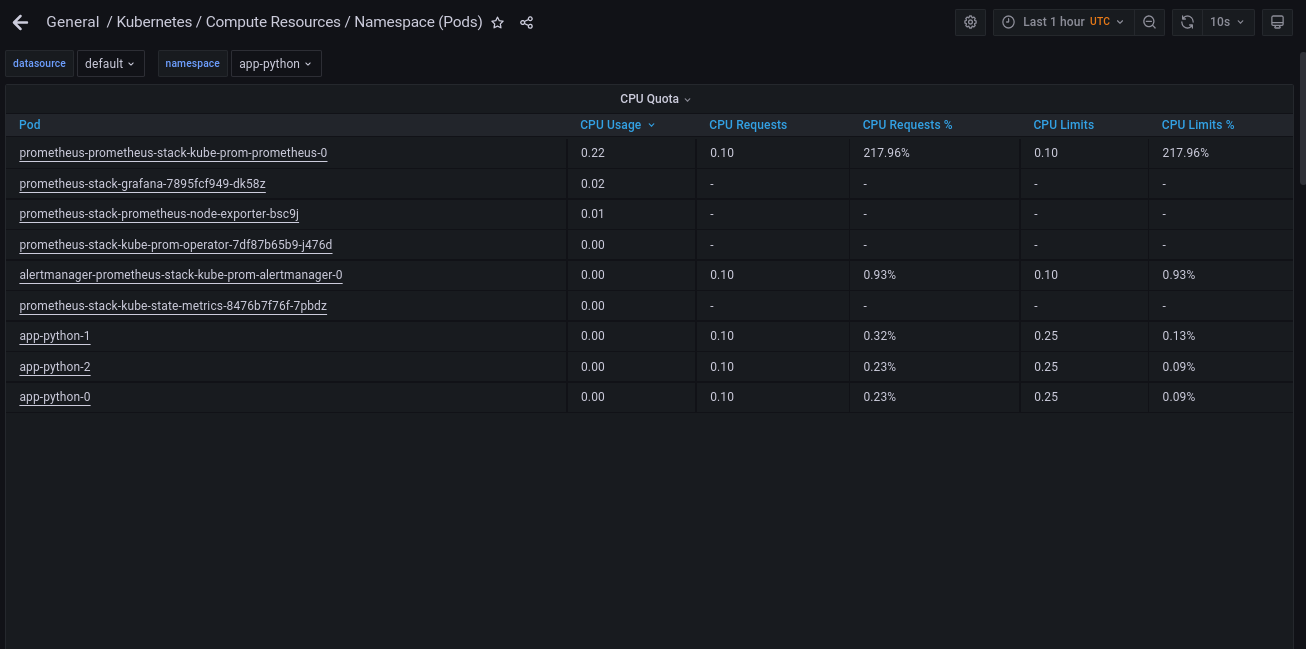 General / Kubernetes / Compute Resources / Namespace (Pods) Last 1 hour UTC 10s
datasource default namespace app-python
CPU Quota
Pod CPU Usage CPU Requests CPU Requests % CPU Limits CPU Limits %
prometheus-prometheus-stack-kube-prom-prometheus-0 0.22 0.10 217.96% 0.10 217.96%
prometheus-stack-grafana-7895fcf949-dk58z 0.02 - - - -
prometheus-stack-prometheus-node-exporter-bsc9j 0.01 - - - -
prometheus-stack-kube-prom-operator-7df87b65b9-j476d 0.00 - - - -
alertmanager-prometheus-stack-kube-prom-alertmanager-0 0.00 0.10 0.93% 0.10 0.93%
prometheus-stack-kube-state-metrics-8476b7f76f-7pbdz 0.00 - - - -
app-python-1 0.00 0.10 0.32% 0.25 0.13%
app-python-2 0.00 0.10 0.23% 0.25 0.09%
app-python-0 0.00 0.10 0.23% 0.25 0.09%